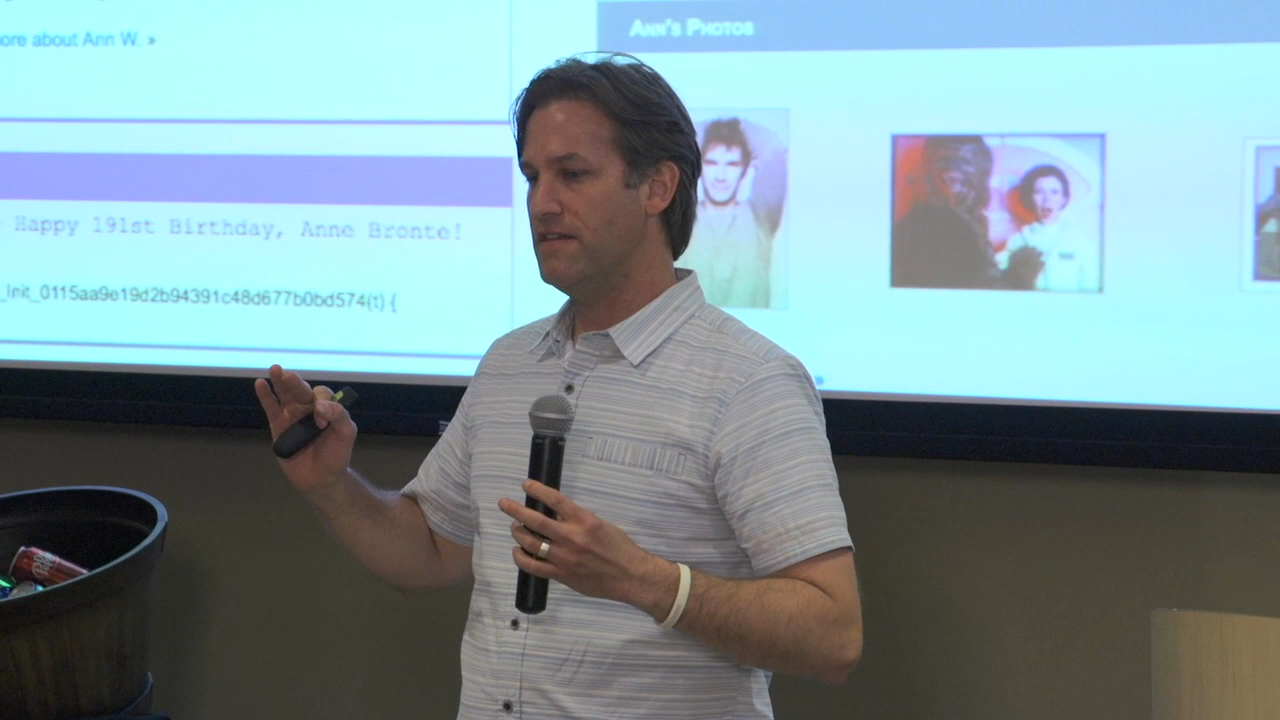 ore about Ann W. »
Happy 191st Birthday, Anne Bronte!
_Init_0115aa9e19d2b94391c48d677b0bd574(t) {
ANN'S PHOTOS